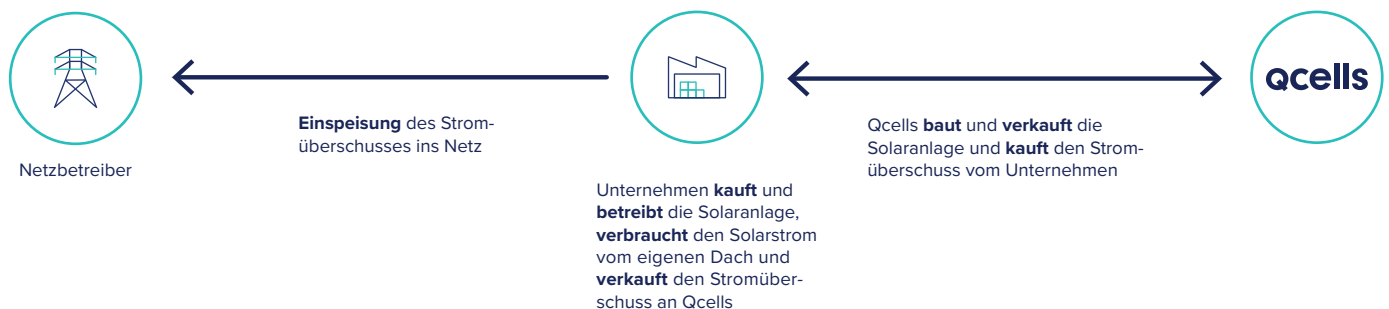 Netzbetreiber
Einspeisung des Strom-
überschusses ins Netz
Unternehmen kauft und
betreibt die Solaranlage,
verbraucht den Solarstrom
vom eigenen Dach und
verkauft den Stromüber-
schuss an Qcells
Qcells baut und verkauft die
Solaranlage und kauft den Strom-
überschuss vom Unternehmen
qcells